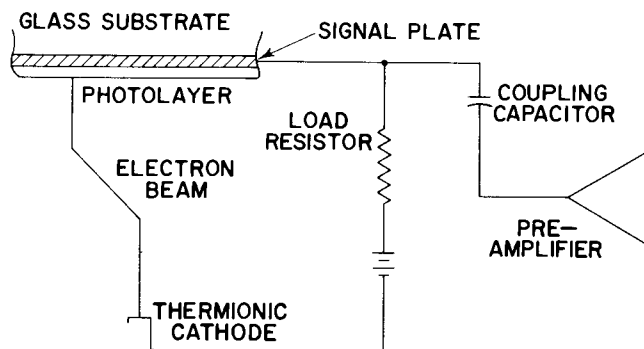 GLASS SUBSTRATE
SIGNAL PLATE
PHOTOLAYER
COUPLING
CAPACITOR
LOAD
RESISTOR
ELECTRON
BEAM
PRE-
AMPLIFIER
THERMIONIC
CATHODE